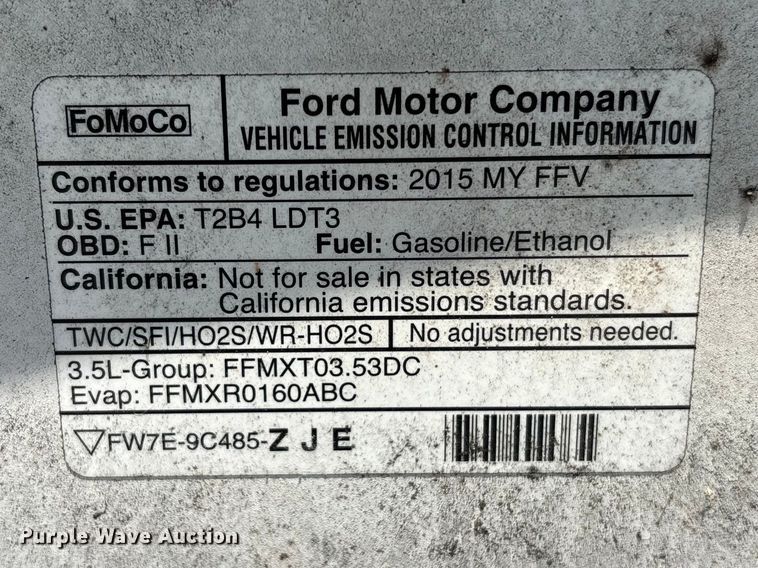 FoMoCo
Ford Motor Company
VEHICLE EMISSION CONTROL INFORMATION
Conforms to regulations: 2015 MY FFV
U.S. EPA: T2B4 LDT3
OBD: F II Fuel: Gasoline/Ethanol
California: Not for sale in states with
California emissions standards.
TWC/SFI/HO2S/WR-HO2S No adjustments needed.
3.5L-Group: FFMXT03.53DC
Evap: FFMXR0160ABC
FW7E-9C485-Z J E
Purple Wave Auction